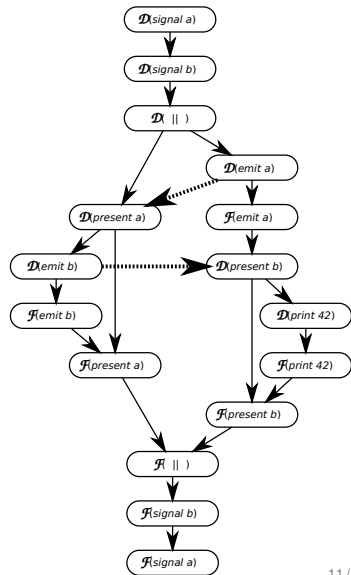 𝓓(signal a)
𝓓(signal b)
𝓓( || )
𝓓(emit a)
𝓓(present a)
𝓕(emit a)
𝓓(emit b)
𝓓(present b)
𝓕(emit b)
𝓓(print 42)
𝓕(present a)
𝓕(print 42)
𝓕(present b)
𝓕( || )
𝓕(signal b)
𝓕(signal a)
11/